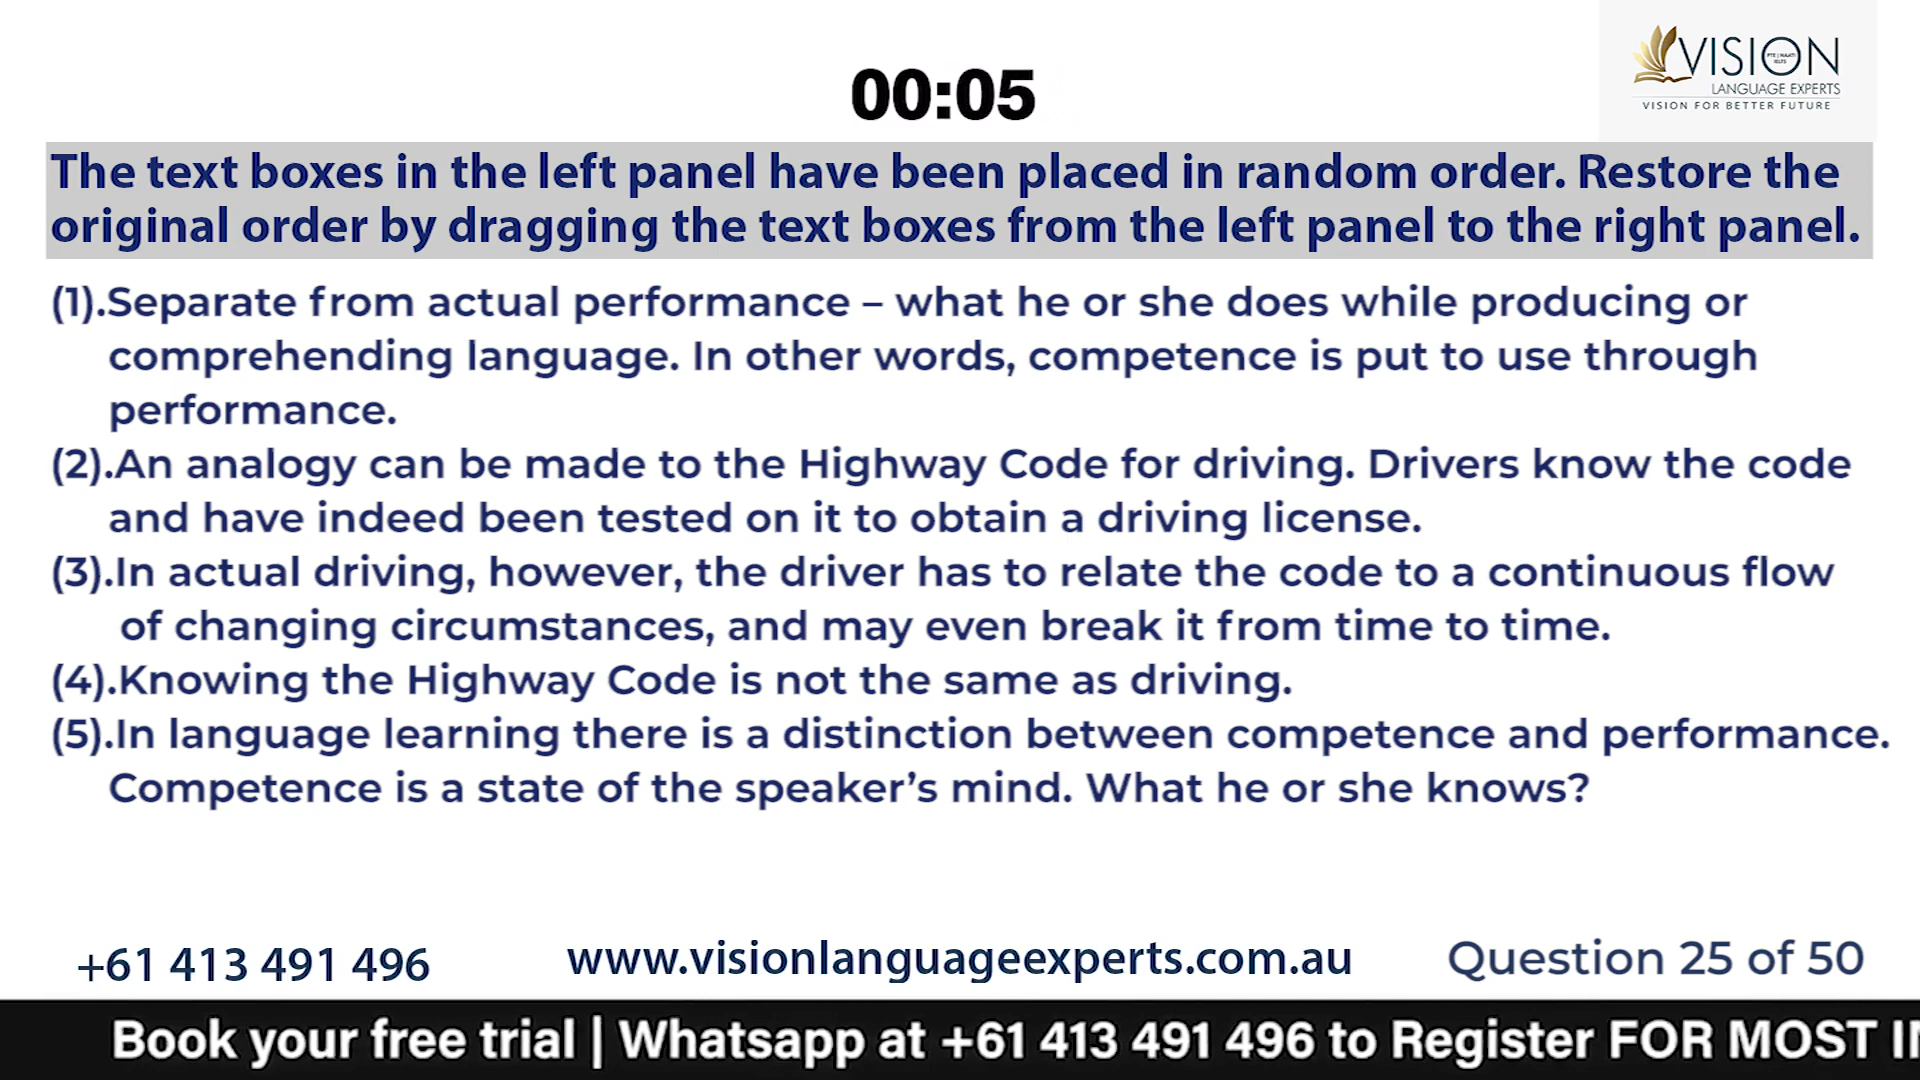 VISION
PTE | NAATI
IELTS
LANGUAGE EXPERTS
VISION FOR BETTER FUTURE
00:05
The text boxes in the left panel have been placed in random order. Restore the
original order by dragging the text boxes from the left panel to the right panel.
(1).Separate from actual performance – what he or she does while producing or
comprehending language. In other words, competence is put to use through
performance.
(2).An analogy can be made to the Highway Code for driving. Drivers know the code
and have indeed been tested on it to obtain a driving license.
(3).In actual driving, however, the driver has to relate the code to a continuous flow
of changing circumstances, and may even break it from time to time.
(4).Knowing the Highway Code is not the same as driving.
(5).In language learning there is a distinction between competence and performance.
Competence is a state of the speaker’s mind. What he or she knows?
+61 413 491 496
www.visionlanguageexperts.com.au
Question 25 of 50
Book your free trial | Whatsapp at +61 413 491 496 to Register FOR MOST IN